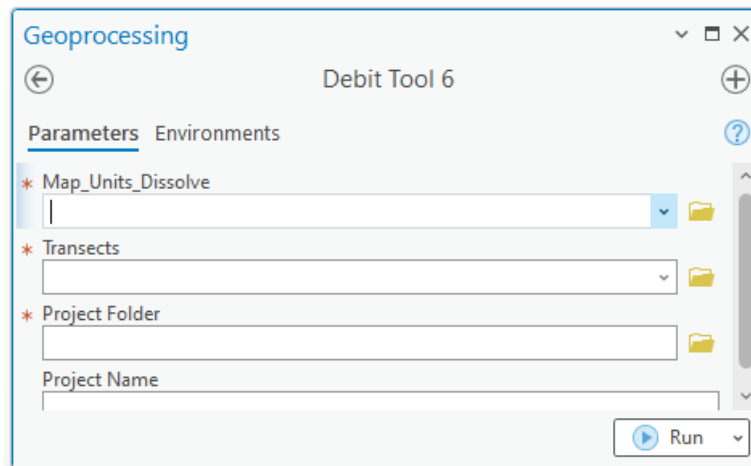 Geoprocessing
Debit Tool 6
Parameters Environments
* Map_Units_Dissolve
* Transects
* Project Folder
Project Name
Run